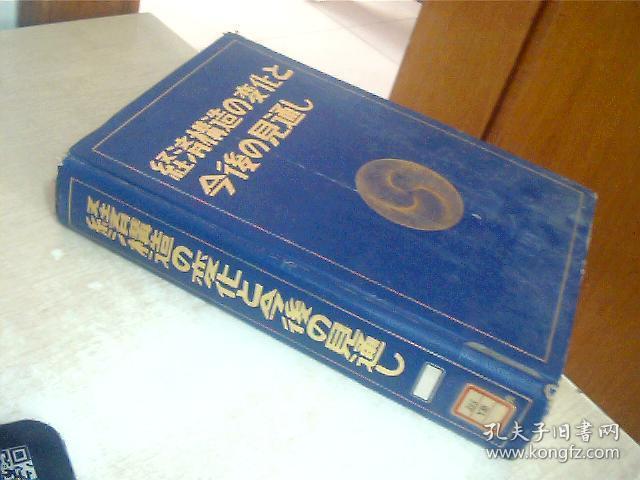 経済構造の変化と
今後の見通し
経済構造の変化と今後の見通し
孔夫子旧书网
www.kongfz.com